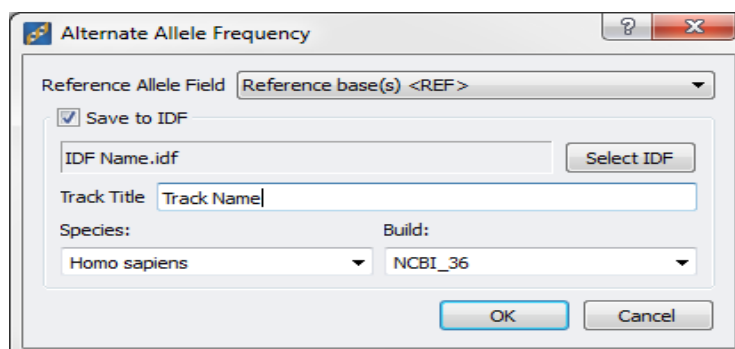 Alternate Allele Frequency
Reference Allele Field Reference base(s) <REF>
Save to IDF
IDF Name.idf Select IDF
Track Title Track Name
Species: Build:
Homo sapiens NCBI_36
OK Cancel